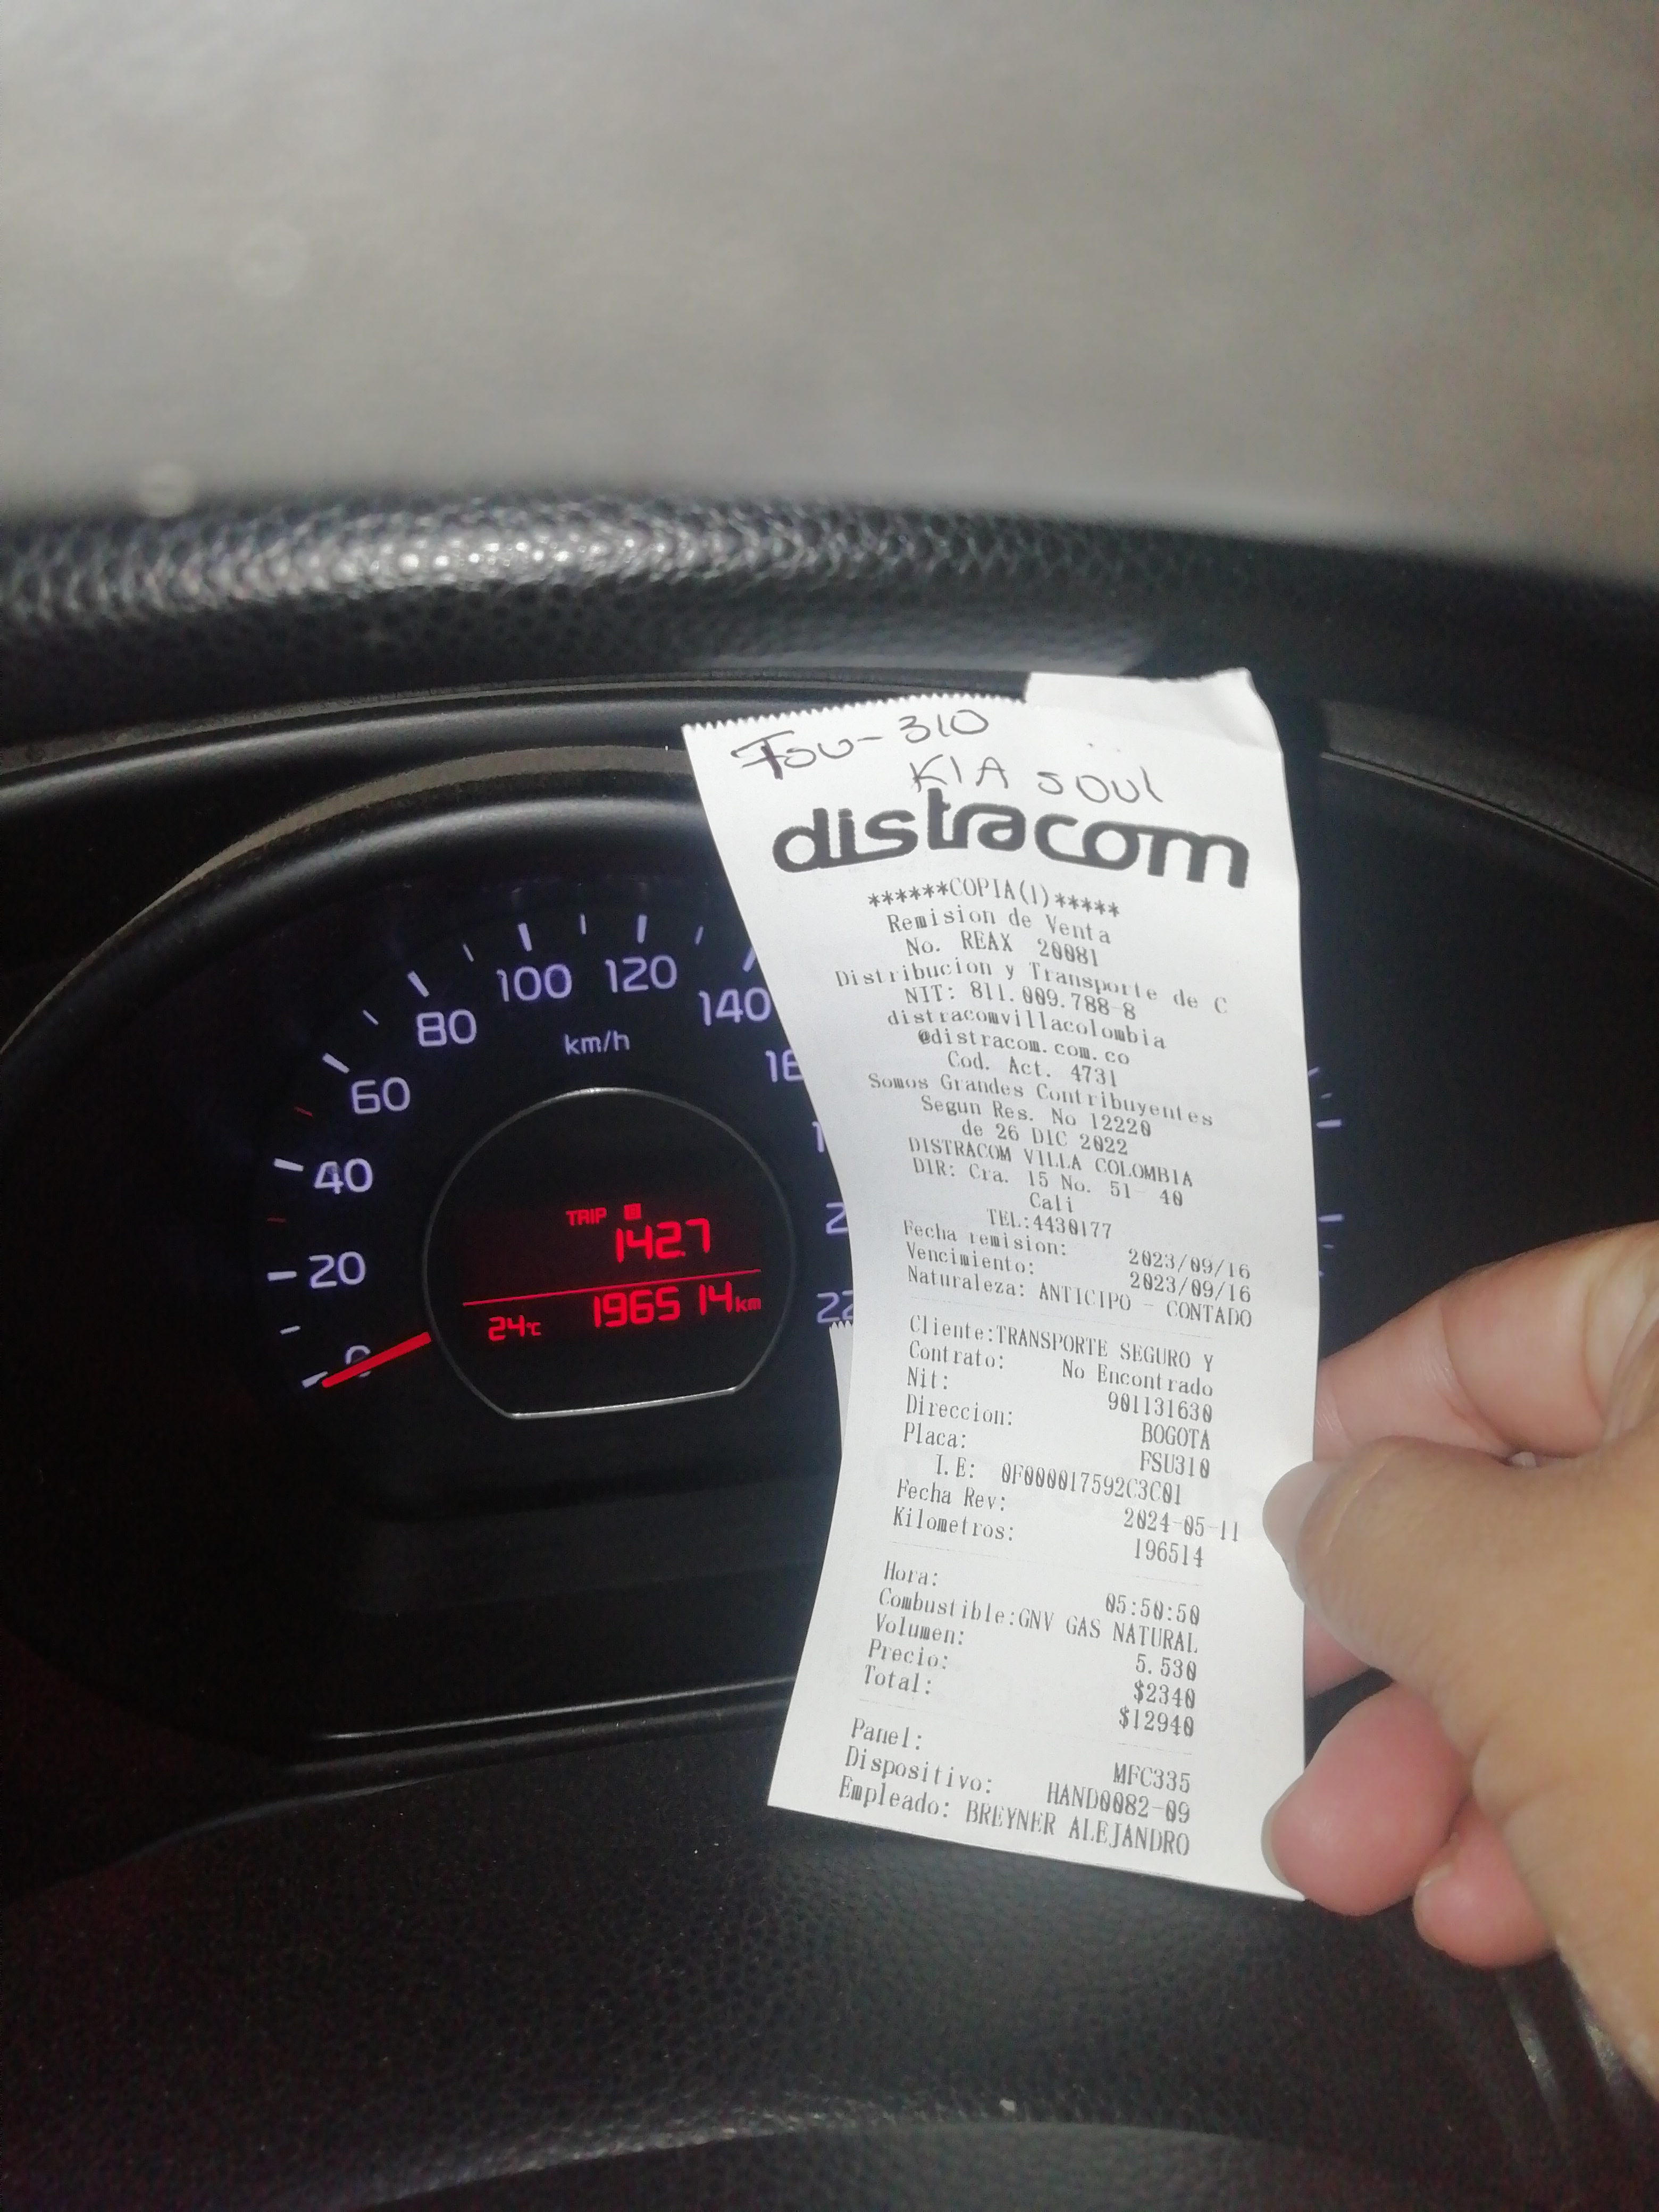 100 120
80
140
km/h
60
40
20
0
TRIP B
142.7
24°C 196514 km
FSU-310
KIA SOUL
distracom
******COPIA(1)*****
Remision de Venta
No. REAX 20081
Distribucion y Transporte de C
NIT: 811.009.788-8
distracomvillacolombia
@distracom.com.co
Cod. Act. 4731
Somos Grandes Contribuyentes
Segun Res. No 12220
de 26 DIC 2022
DISTRACOM VILLA COLOMBIA
DIR: Cra. 15 No. 51 40
Cali
TEL:4430177
Fecha remision: 2023/09/16
Vencimiento: 2023/09/16
Naturaleza: ANTICIPO - CONTADO
Cliente:TRANSPORTE SEGURO Y
Contrato: No Encontrado
Nit: 901131630
Direccion: BOGOTA
Placa: FSU310
I.E: 0F000017592C3C01
Fecha Rev: 2024-05-11
Kilometros: 196514
Hora: 05:50:50
Combustible:GNV GAS NATURAL
Volumen: 5.530
Precio: $2340
Total: $12940
Panel: MFC335
Dispositivo: HAND0082-09
Empleado: BREYNER ALEJANDRO